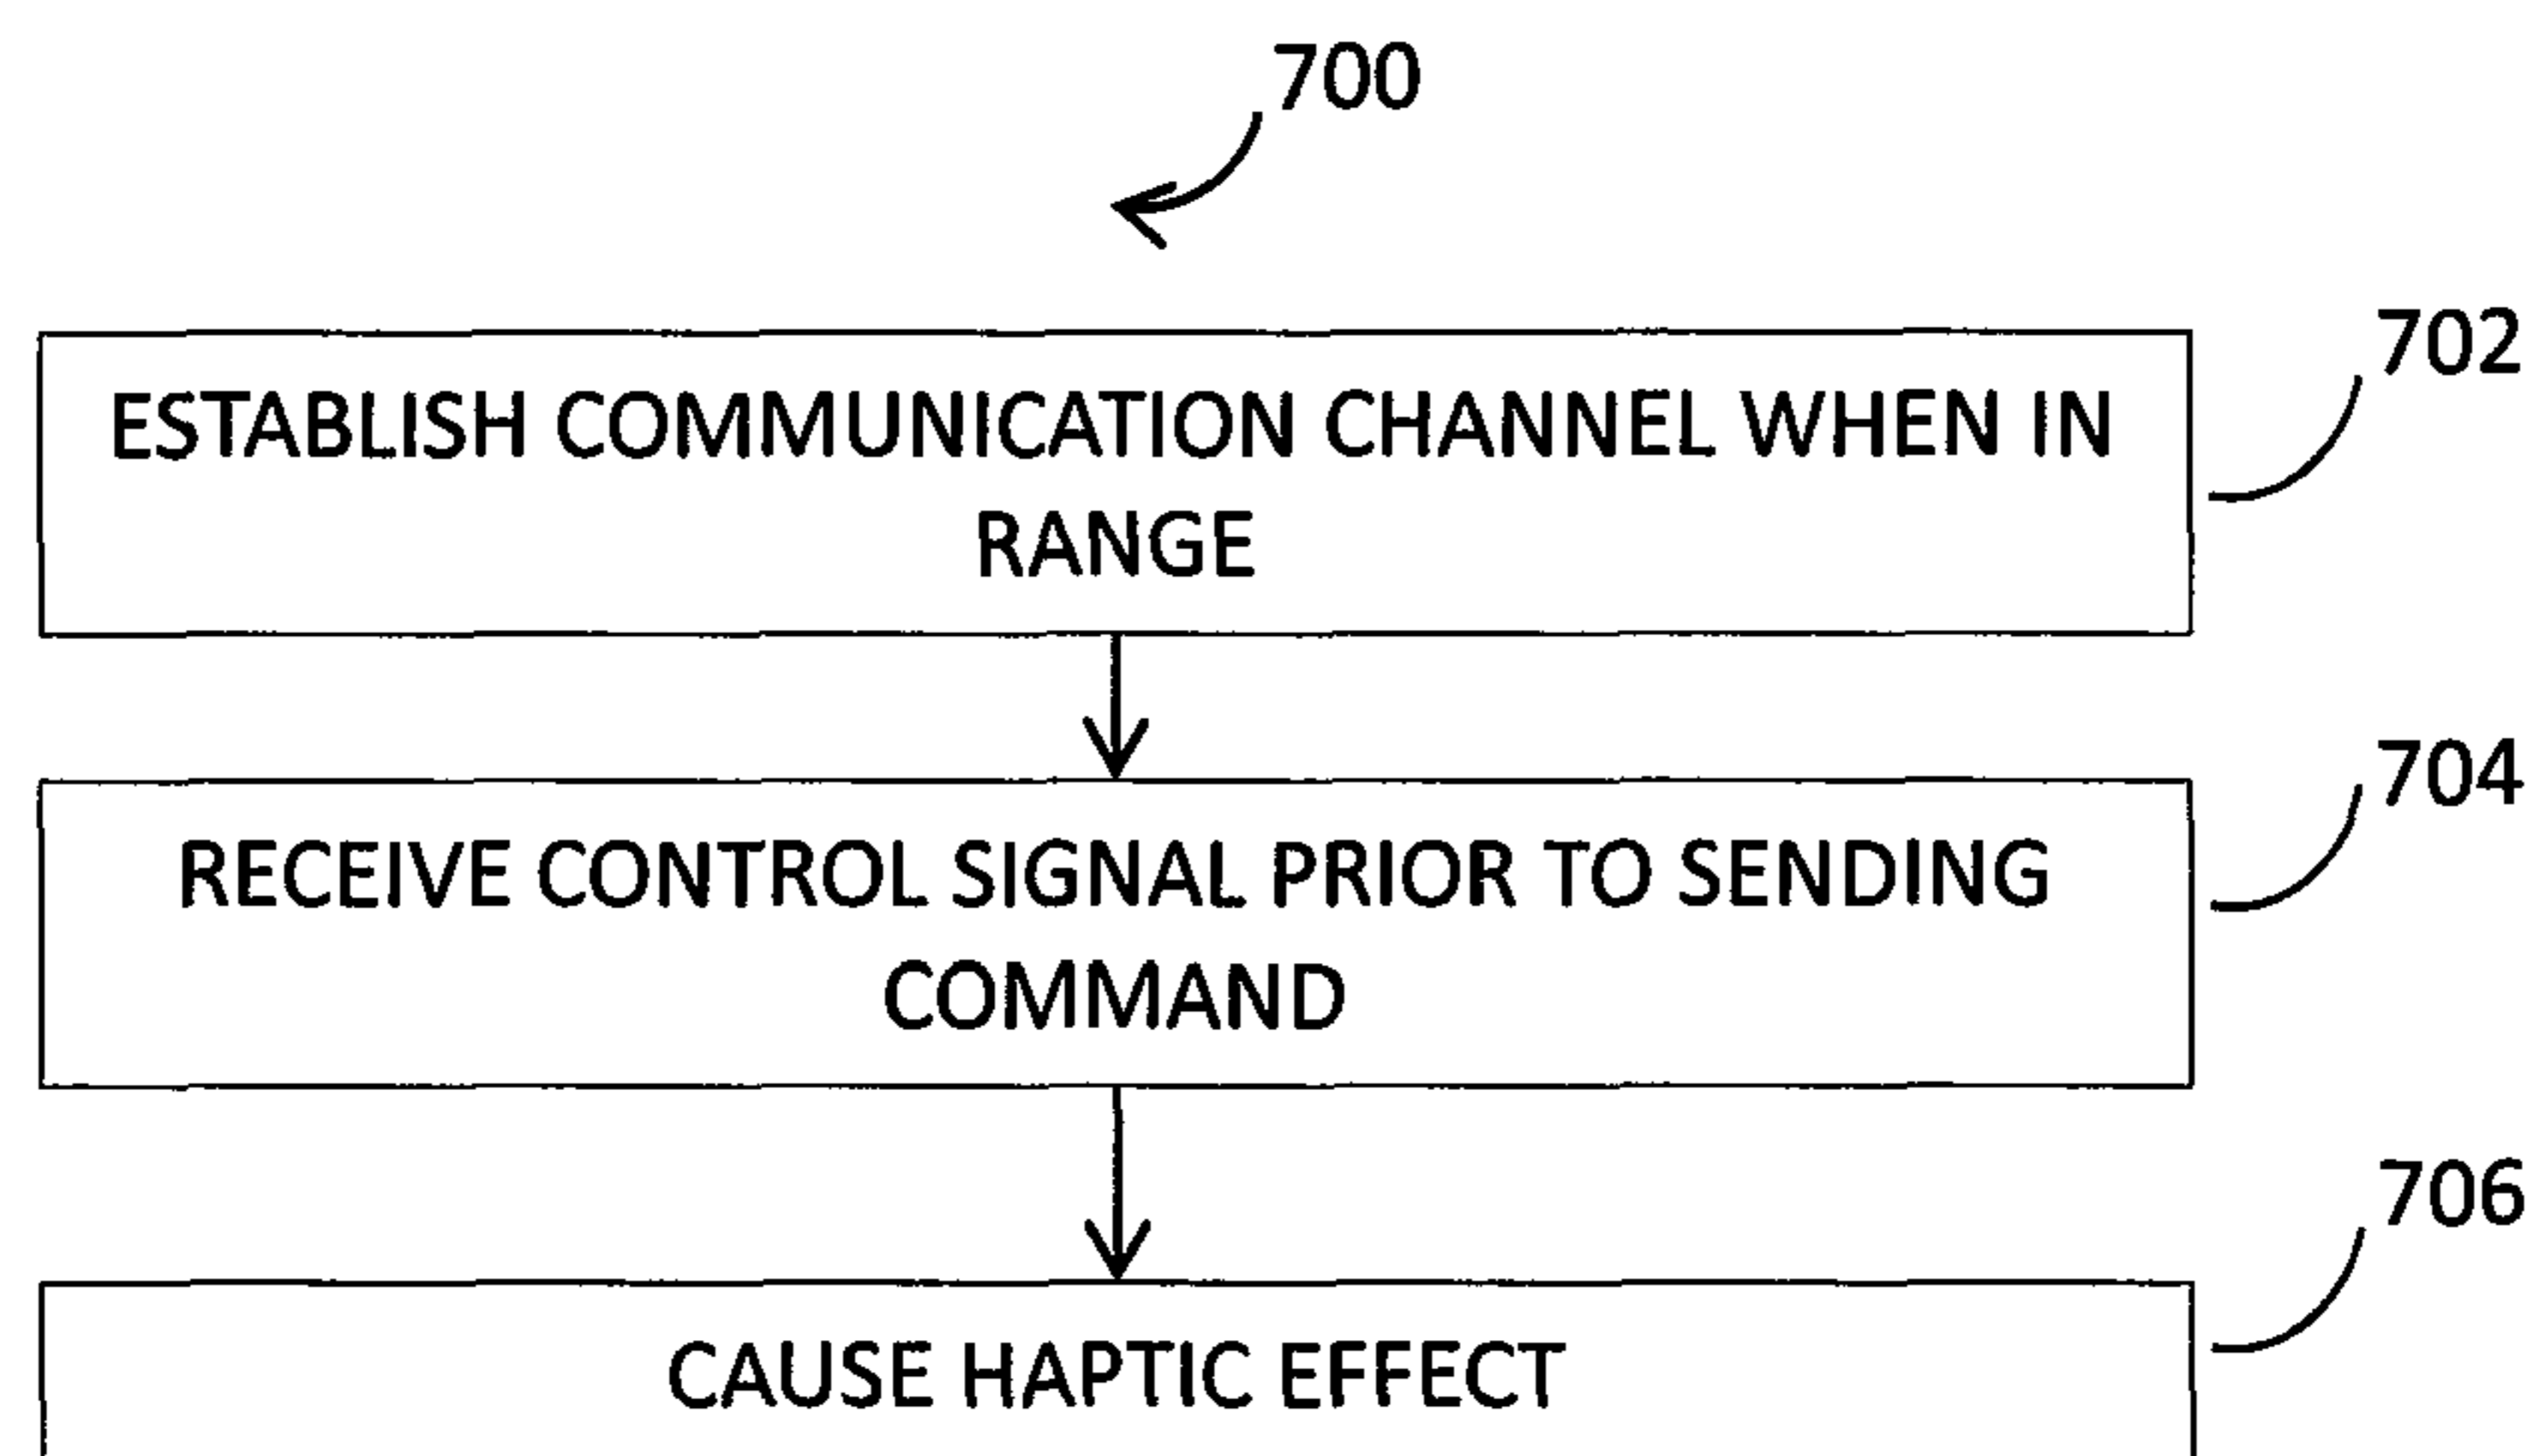 700
702
ESTABLISH COMMUNICATION CHANNEL WHEN IN
RANGE
704
RECEIVE CONTROL SIGNAL PRIOR TO SENDING
COMMAND
706
CAUSE HAPTIC EFFECT